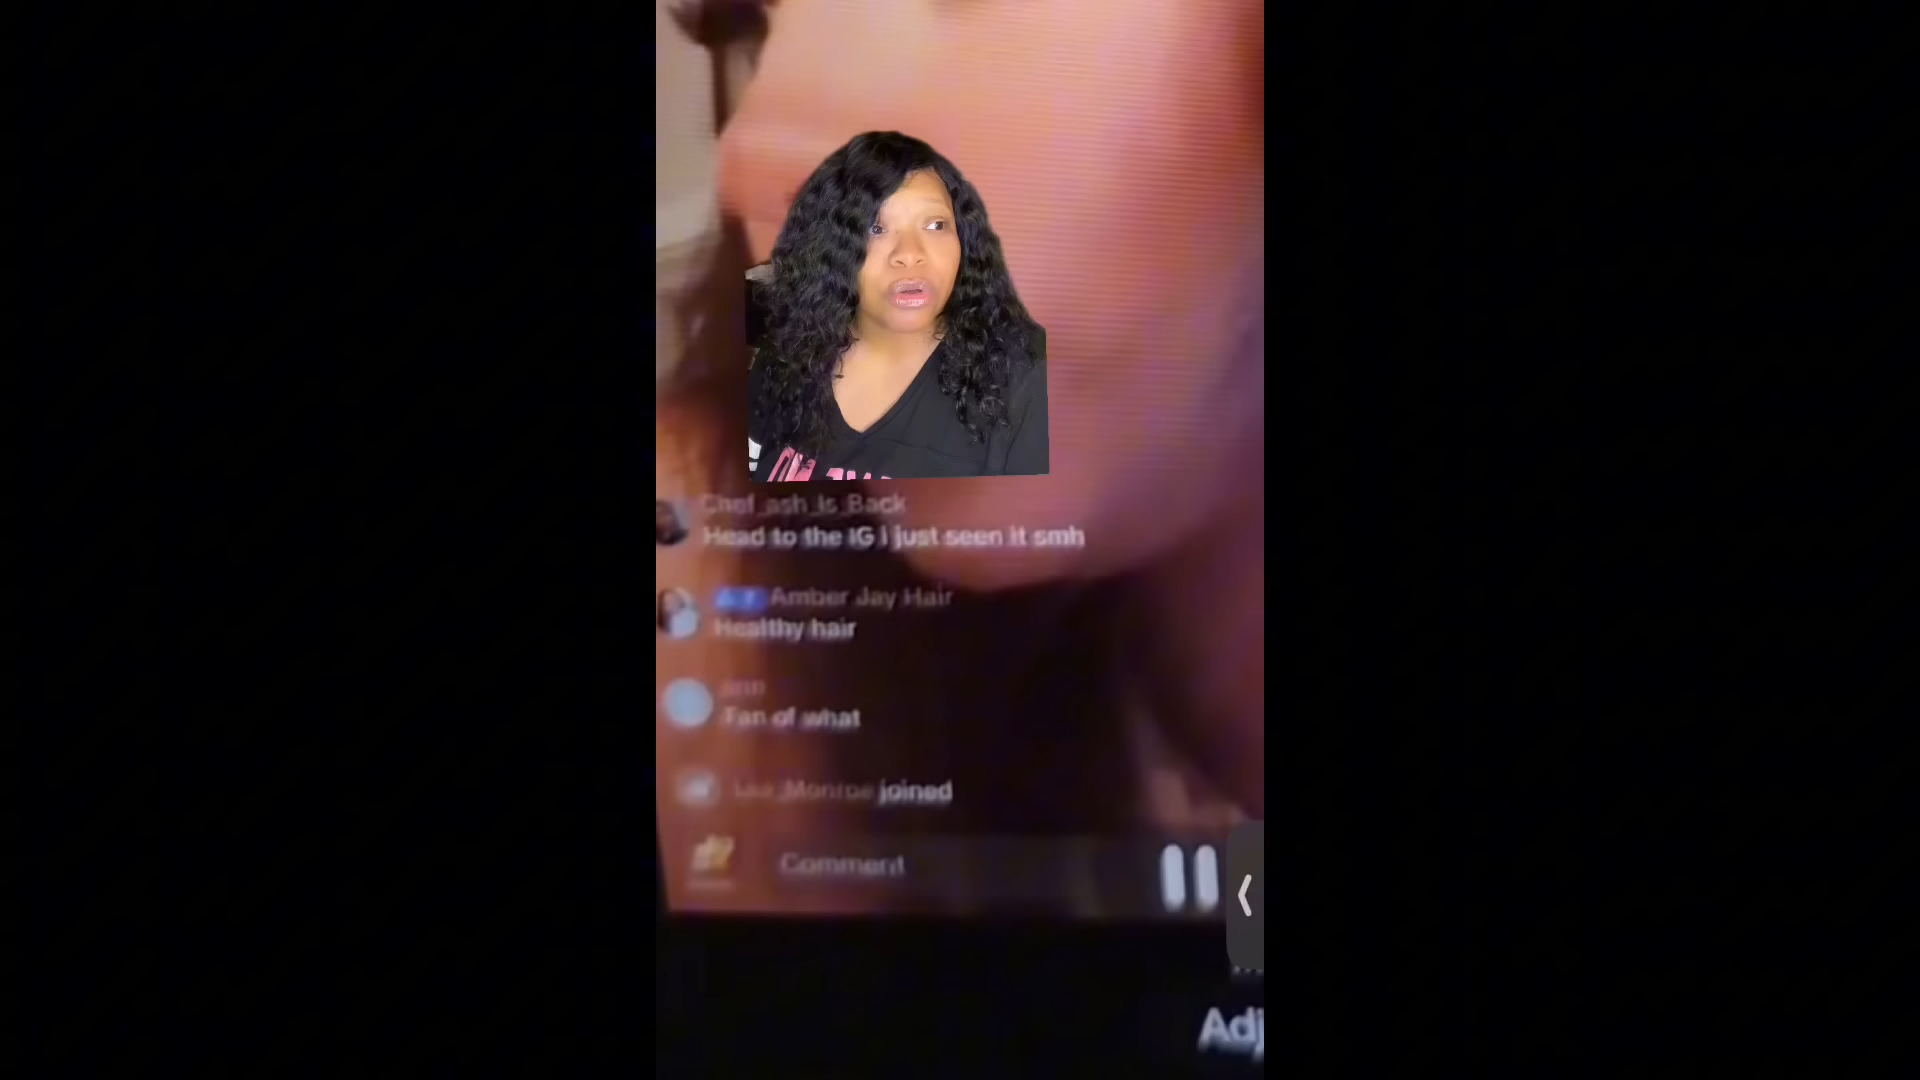 Chef_ash_Is_Back
Head to the IG i just seen it smh
Amber Jay Hair
Healthy hair
Fan of what
joined
Comment
Adj